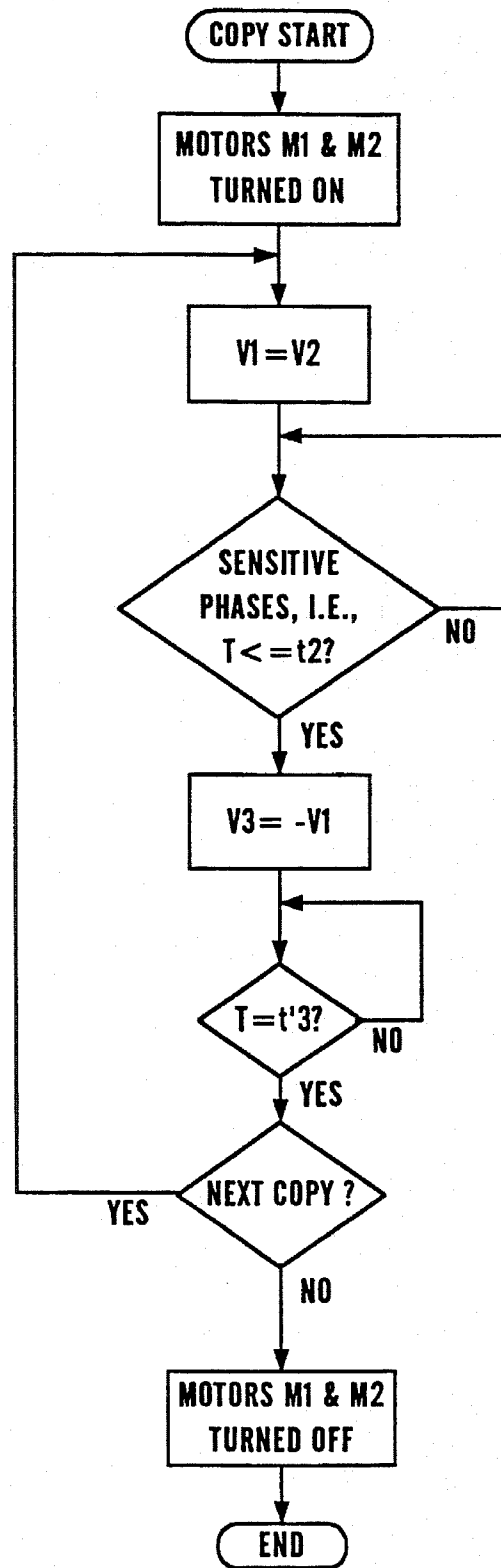 COPY START
MOTORS M1 & M2
TURNED ON
V1=V2
SENSITIVE
PHASES, I.E.,
T<=t2?
NO
YES
V3= -V1
T=t'3?
NO
YES
NEXT COPY ?
YES
NO
MOTORS M1 & M2
TURNED OFF
END